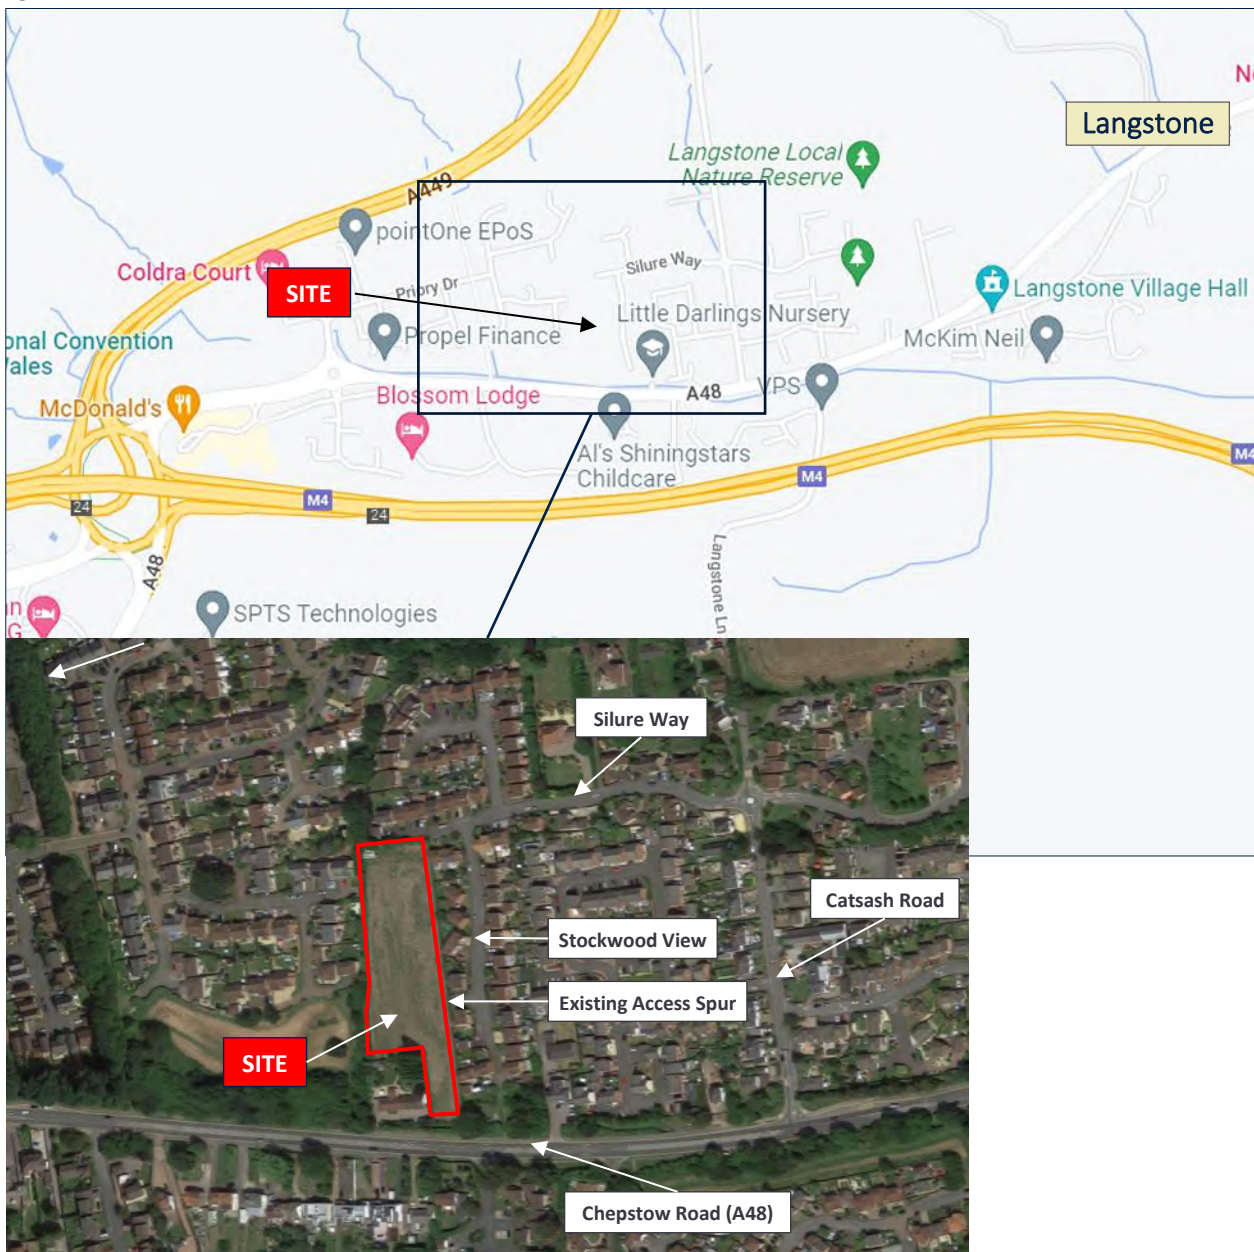 Langstone
Langstone Local
Nature Reserve
A449
pointOne EPoS
Coldra Court
SITE
Silure Way
Priory Dr
Langstone Village Hall
Little Darlings Nursery
Propel Finance
McKim Neil
onal Convention
Vales
Blossom Lodge
A48
VPS
McDonald's
Al's Shiningstars
Childcare
M4
M4
M4
24
24
A48
Langstone Ln
SPTS Technologies
G
Silure Way
Catsash Road
Stockwood View
Existing Access Spur
SITE
Chepstow Road (A48)